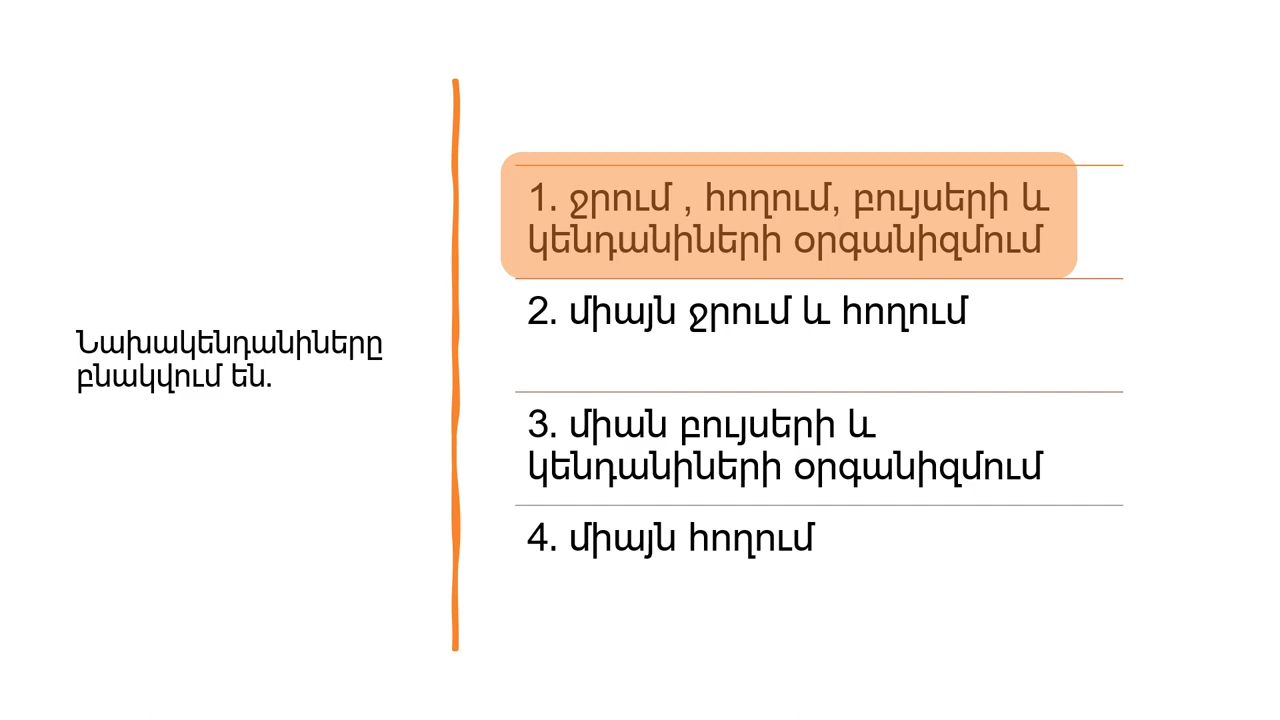 Նախակենդանիները
բնակվում են.
1. ջրում , հողում, բույսերի և
կենդանիների օրգանիզմում
2. միայն ջրում և հողում
3. միան բույսերի և
կենդանիների օրգանիզմում
4. միայն հողում